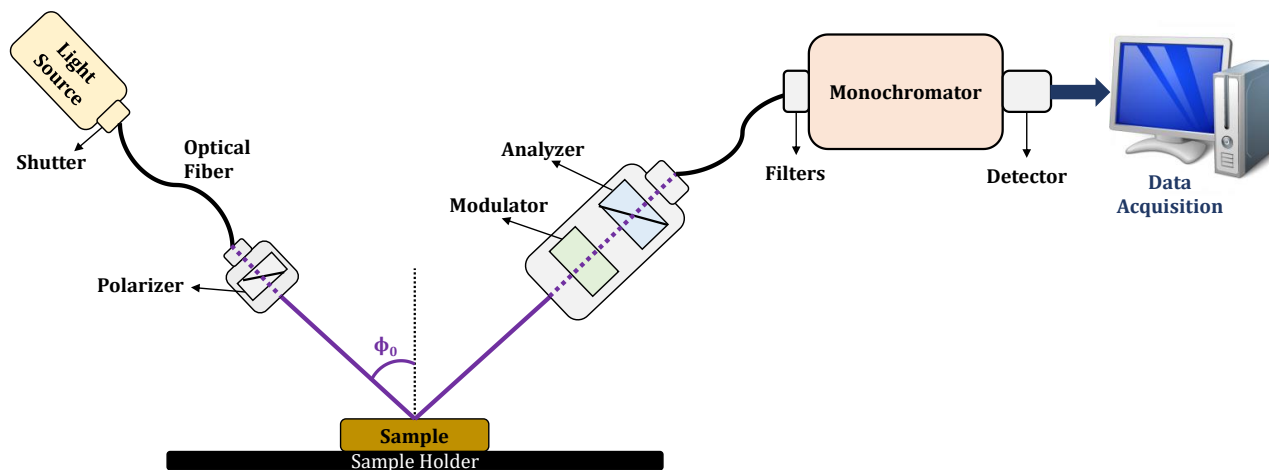 Light
Source
Shutter
Optical
Fiber
Polarizer
ϕ₀
Sample
Sample Holder
Modulator
Analyzer
Filters
Monochromator
Detector
Data
Acquisition